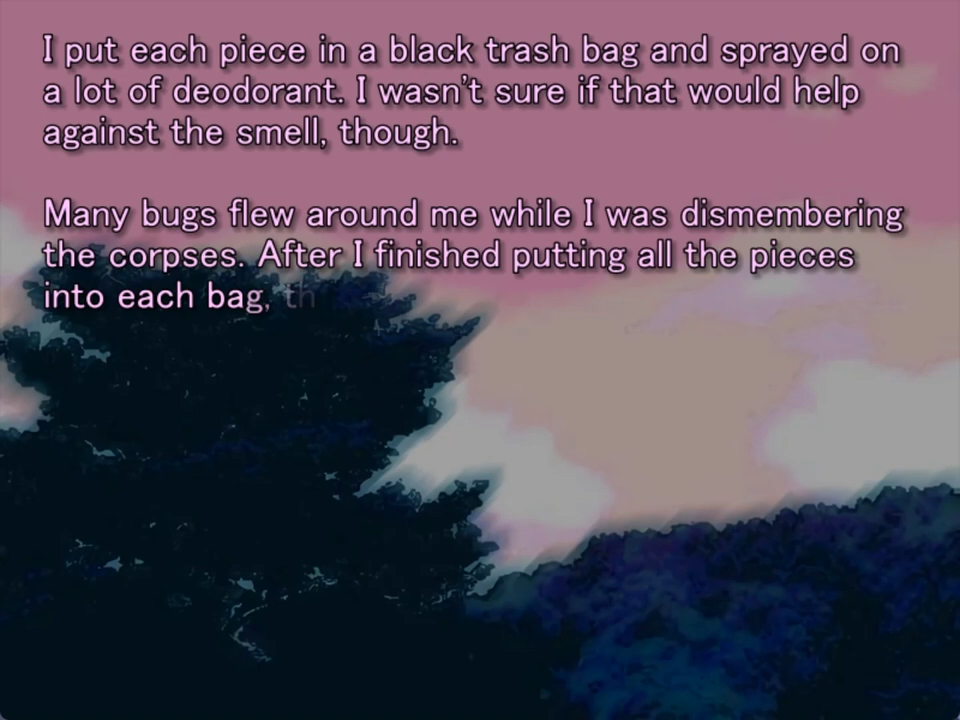 I put each piece in a black trash bag and sprayed on
a lot of deodorant. I wasn't sure if that would help
against the smell, though.
Many bugs flew around me while I was dismembering
the corpses. After I finished putting all the pieces
into each bag, th